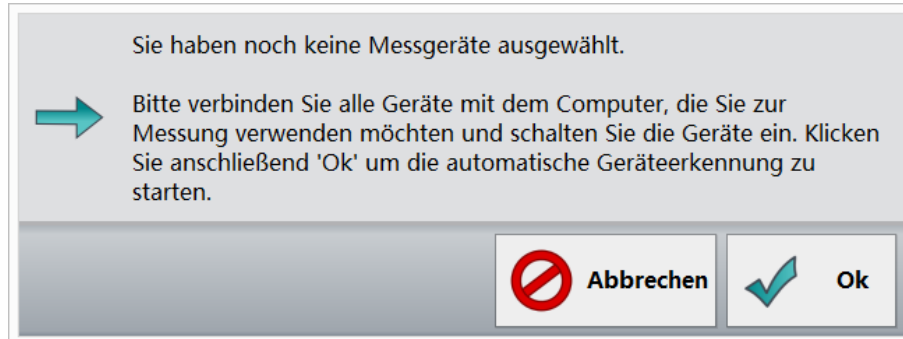 Sie haben noch keine Messgeräte ausgewählt.
Bitte verbinden Sie alle Geräte mit dem Computer, die Sie zur
Messung verwenden möchten und schalten Sie die Geräte ein. Klicken
Sie anschließend 'Ok' um die automatische Geräteerkennung zu
starten.
Abbrechen
Ok